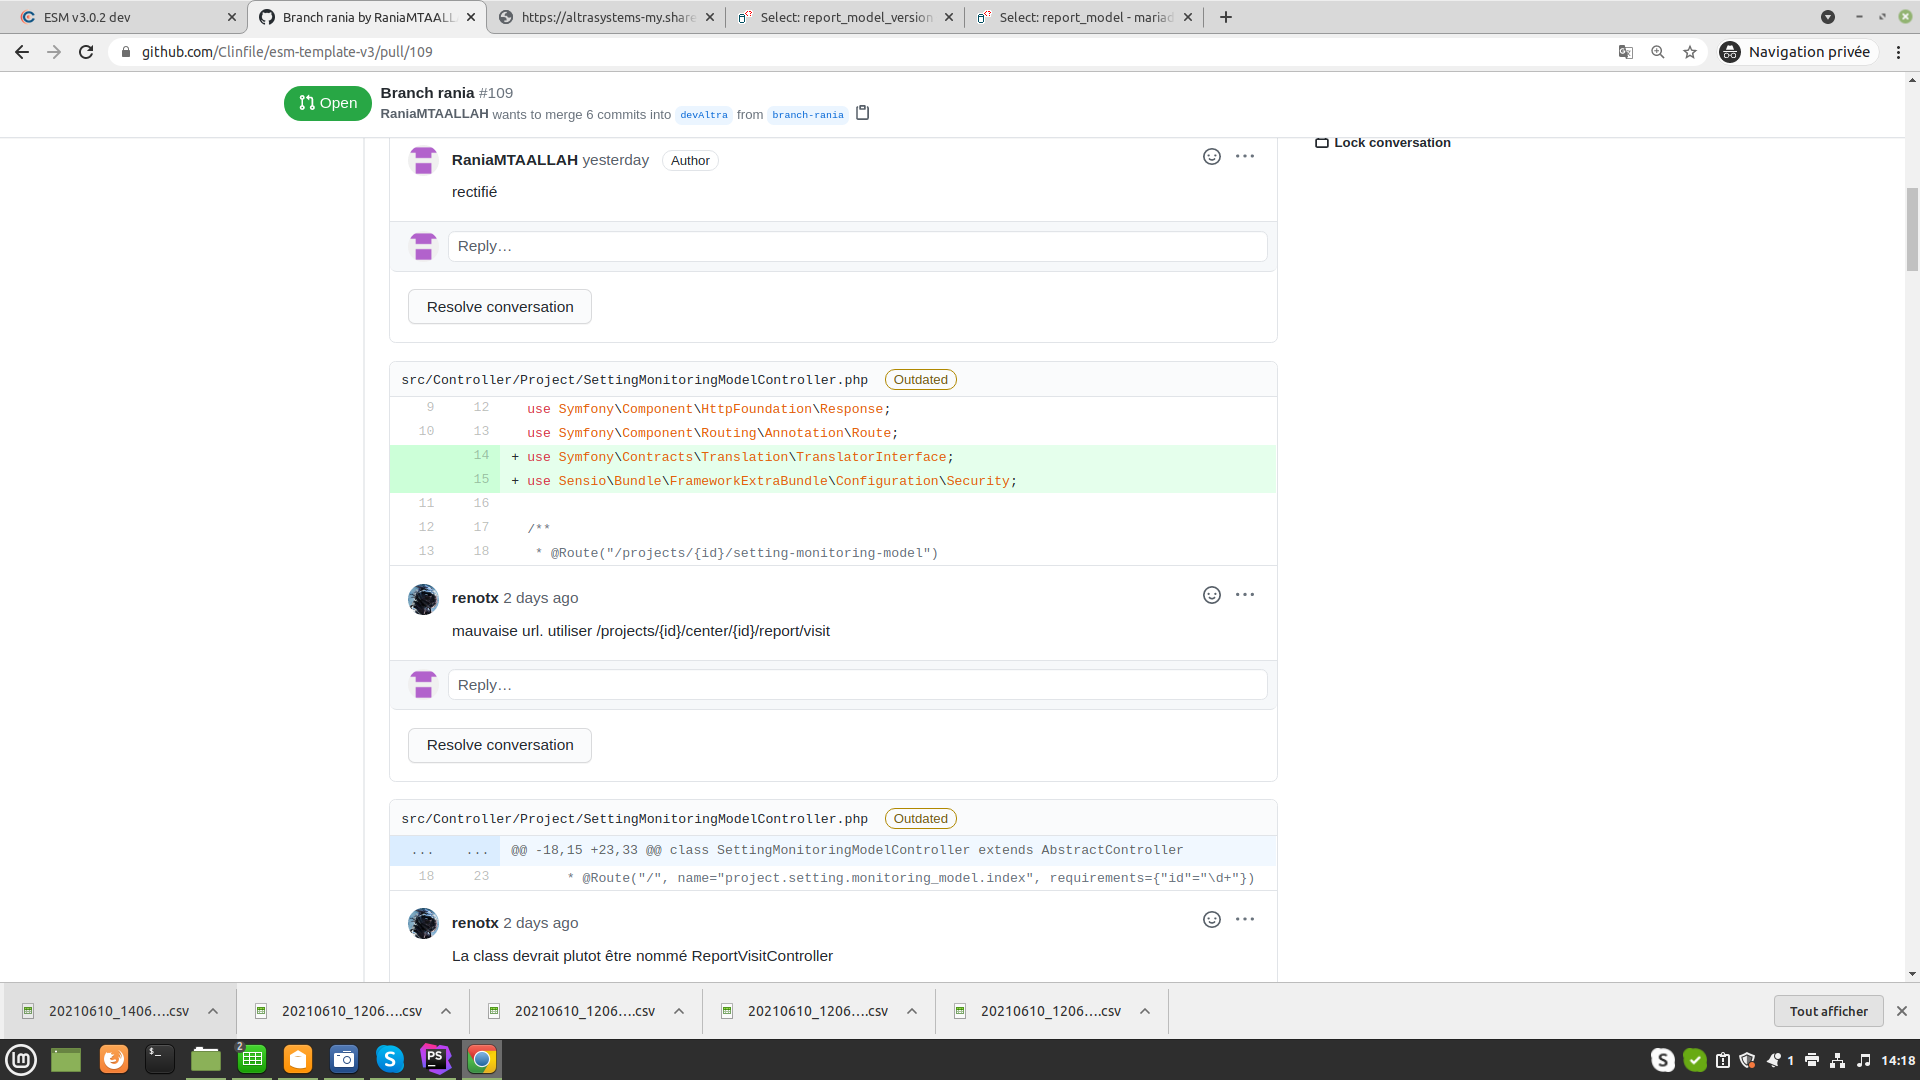 ESM v3.0.2 dev
Branch rania by RaniaMTAALL
https://altrasystems-my.share
Select: report_model_version
Select: report_model - mariad
github.com/Clinfile/esm-template-v3/pull/109
Navigation privée
Open
Branch rania #109
RaniaMTAALLAH wants to merge 6 commits into devAltra from branch-rania
Lock conversation
RaniaMTAALLAH yesterday Author
rectifié
Reply…
Resolve conversation
src/Controller/Project/SettingMonitoringModelController.php Outdated
9 12 use Symfony\Component\HttpFoundation\Response;
10 13 use Symfony\Component\Routing\Annotation\Route;
14 + use Symfony\Contracts\Translation\TranslatorInterface;
15 + use Sensio\Bundle\FrameworkExtraBundle\Configuration\Security;
11 16
12 17 /**
13 18 * @Route("/projects/{id}/setting-monitoring-model")
renotx 2 days ago
mauvaise url. utiliser /projects/{id}/center/{id}/report/visit
Reply…
Resolve conversation
src/Controller/Project/SettingMonitoringModelController.php Outdated
... ... @@ -18,15 +23,33 @@ class SettingMonitoringModelController extends AbstractController
18 23 * @Route("/", name="project.setting.monitoring_model.index", requirements={"id"="\d+"})
renotx 2 days ago
La class devrait plutot être nommé ReportVisitController
20210610_1406....csv
20210610_1206....csv
20210610_1206....csv
20210610_1206....csv
20210610_1206....csv
Tout afficher
2
1
14:18